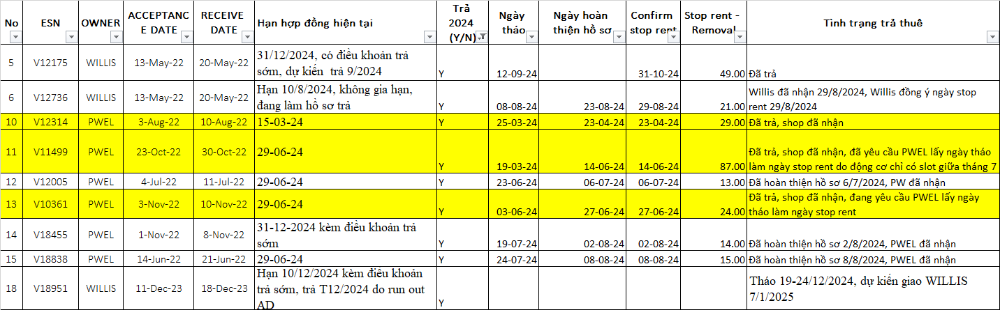 No ESN OWNER ACCEPTANC E DATE RECEIVE DATE Hạn hợp đồng hiện tại Trả 2024 (Y/N) Ngày tháo Ngày hoàn thiện hồ sơ Confirm stop rent Stop rent - Removal Tình trạng trả thuê
5 V12175 WILLIS 13-May-22 20-May-22 31/12/2024, có điều khoản trả
sớm, dự kiến trả 9/2024 Y 12-09-24 31-10-24 49.00 Đã trả
6 V12736 WILLIS 13-May-22 20-May-22 Hạn 10/8/2024, không gia hạn,
đang làm hồ sơ trả Y 08-08-24 23-08-24 29-08-24 21.00 Willis đã nhận 29/8/2024, Willis đồng ý ngày stop
rent 29/8/2024
10 V12314 PWEL 3-Aug-22 10-Aug-22 15-03-24 Y 25-03-24 23-04-24 23-04-24 29.00 Đã trả, shop đã nhận
11 V11499 PWEL 23-Oct-22 30-Oct-22 29-06-24 Y 19-03-24 14-06-24 14-06-24 87.00 Đã trả, shop đã nhận, đã yêu cầu PWEL lấy ngày tháo
làm ngày stop rent do động cơ chỉ có slot giữa tháng 7
12 V12005 PWEL 4-Jul-22 11-Jul-22 29-06-24 Y 23-06-24 06-07-24 06-07-24 13.00 Đã hoàn thiện hồ sơ 6/7/2024, PW đã nhận
13 V10361 PWEL 3-Nov-22 10-Nov-22 29-06-24 Y 03-06-24 27-06-24 27-06-24 24.00 Đã trả, shop đã nhận, đang yêu cầu PWEL lấy ngày
tháo làm ngày stop rent
14 V18455 PWEL 1-Nov-22 8-Nov-22 31-12-2024 kèm điều khoản trả
sớm Y 19-07-24 02-08-24 02-08-24 14.00 Đã hoàn thiện hồ sơ 2/8/2024, PWEL đã nhận
15 V18838 PWEL 14-Jun-22 21-Jun-22 29-06-24 Y 24-07-24 08-08-24 08-08-24 15.00 Đã hoàn thiện hồ sơ 8/8/2024, PWEL đã nhận
18 V18951 WILLIS 11-Dec-23 18-Dec-23 Hạn 10/12/2024 kèm điều khoản
trả sớm, trả T12/2024 do run out
AD Y Tháo 19-24/12/2024, dự kiến giao WILLIS
7/1/2025